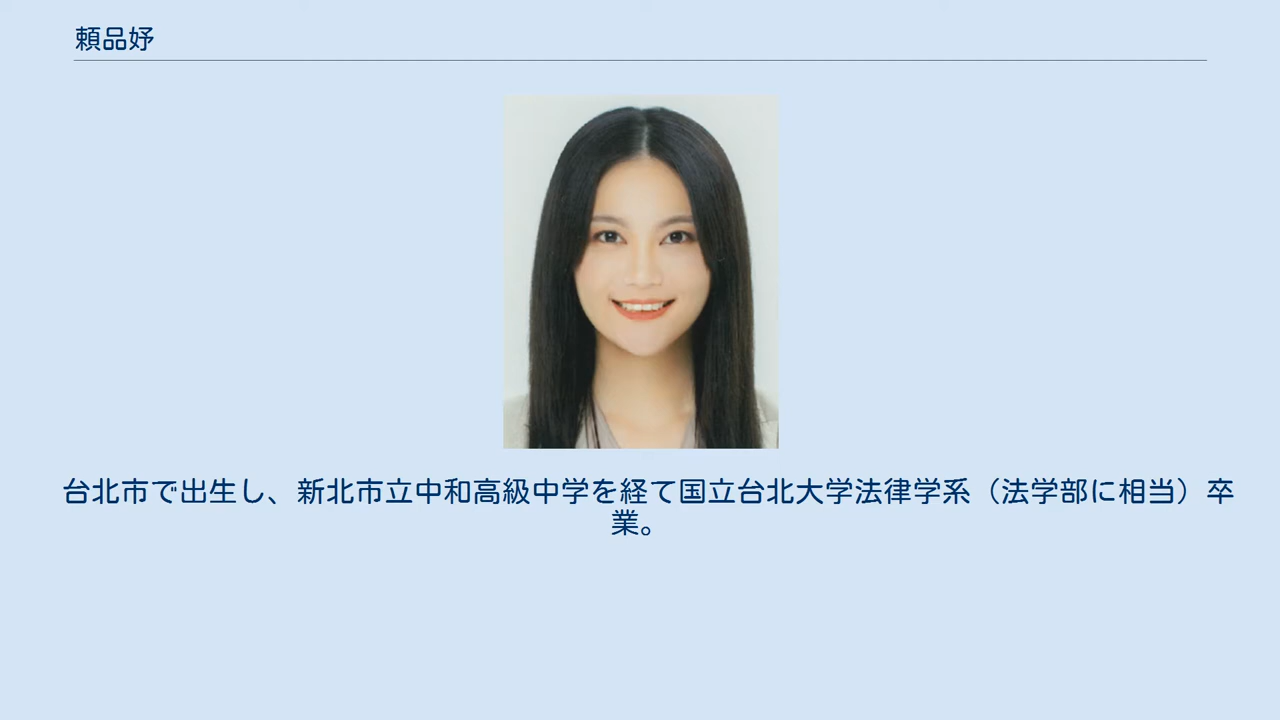 頼品妤
台北市で出生し、新北市立中和高級中学を経て国立台北大学法律学系（法学部に相当）卒
業。